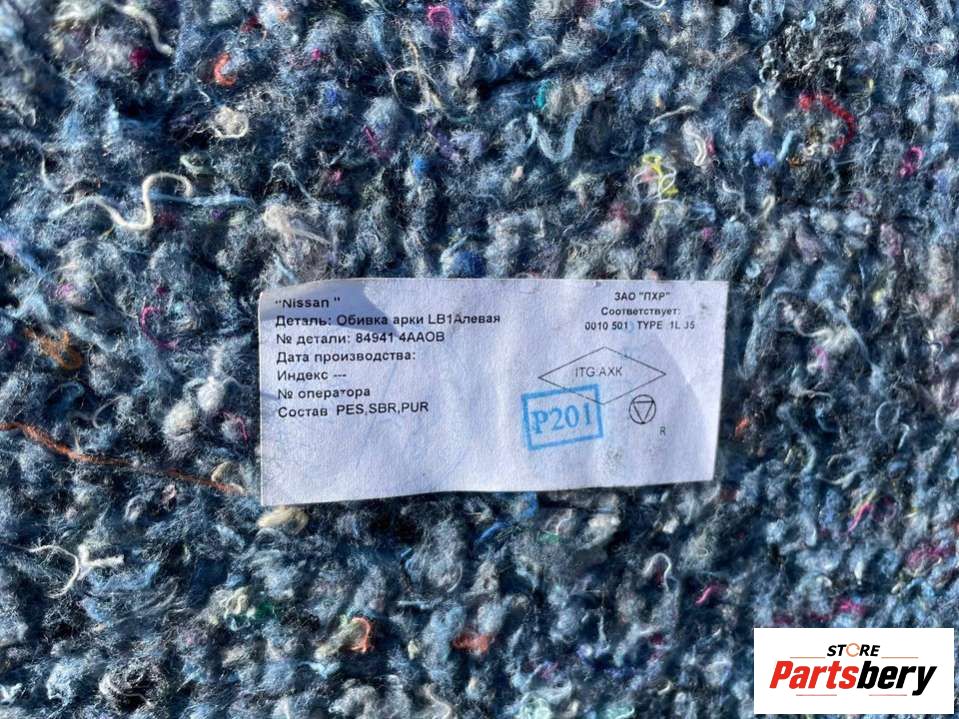 "Nissan "
Деталь: Обивка арки LB1Алевая
№ детали: 84941 4AAOB
Дата производства:
Индекс ---
№ оператора
Состав PES,SBR,PUR
ЗАО "ПХР"
Соответствует:
0010 501 TYPE 1L 35
ITG.AXK
P201
R
STORE
Partsbery